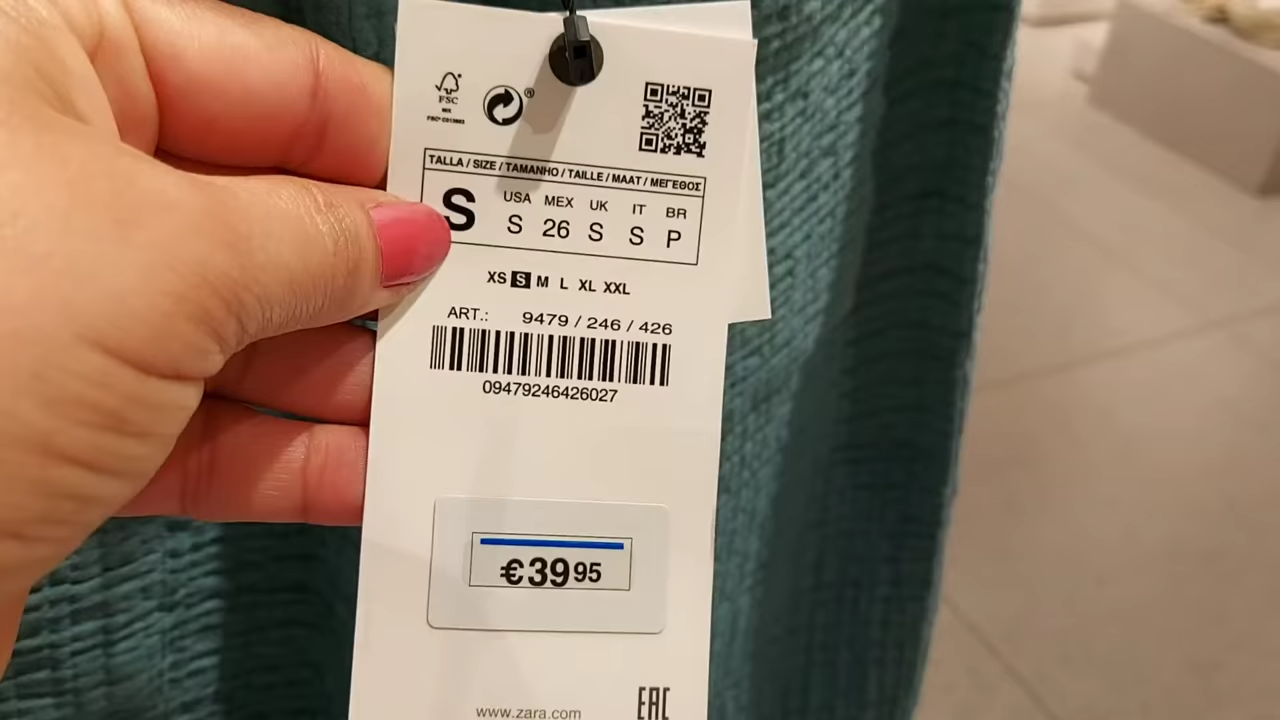 FSC
MIX
®
TALLA / SIZE / TAMANHO / TAILLE / MAAT / ΜΕΓΕΘΟΣ
S
USA MEX UK IT BR
S 26 S S P
XS S M L XL XXL
ART.: 9479 / 246 / 426
09479246426027
€39 95
www.zara.com
EAC